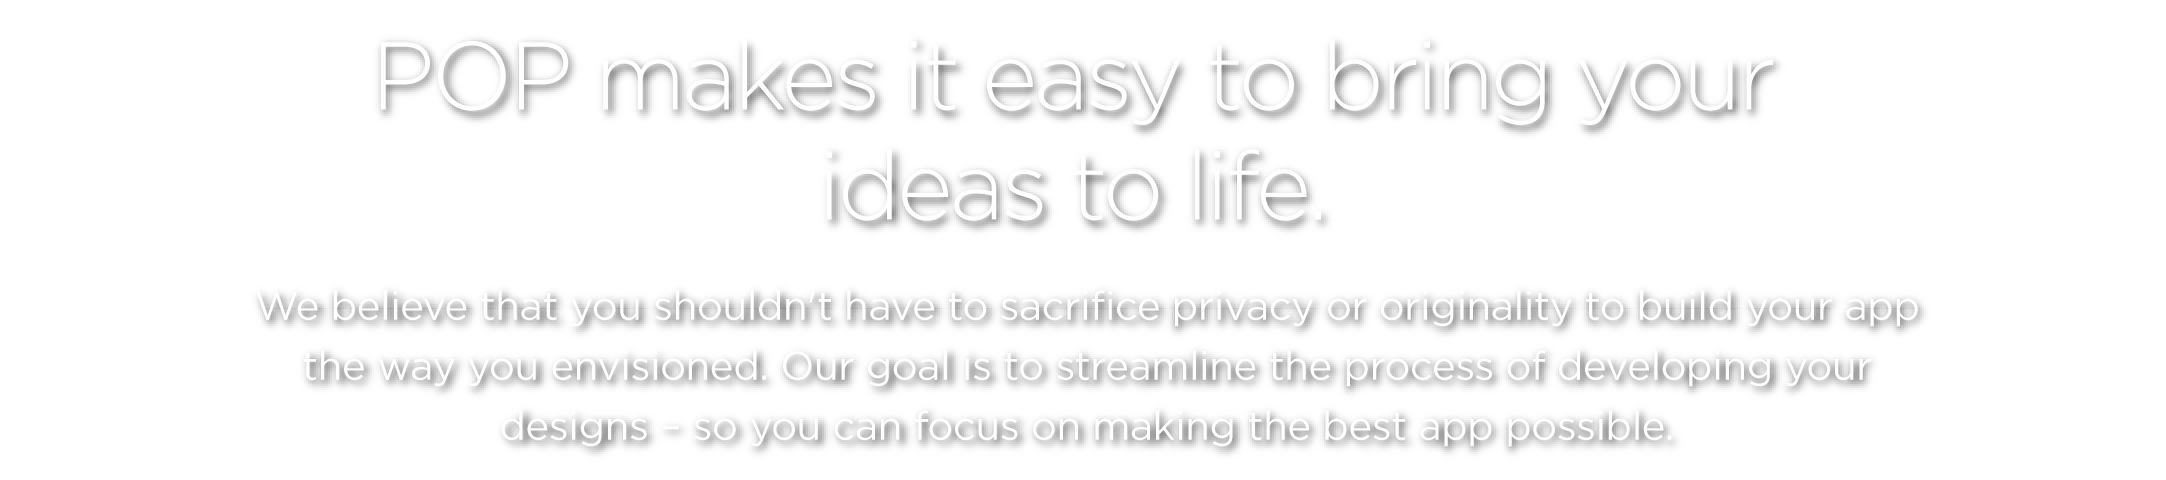 POP makes it easy to bring your
ideas to life.
We believe that you shouldn't have to sacrifice privacy or originality to build your app
the way you envisioned. Our goal is to streamline the process of developing your
designs – so you can focus on making the best app possible.